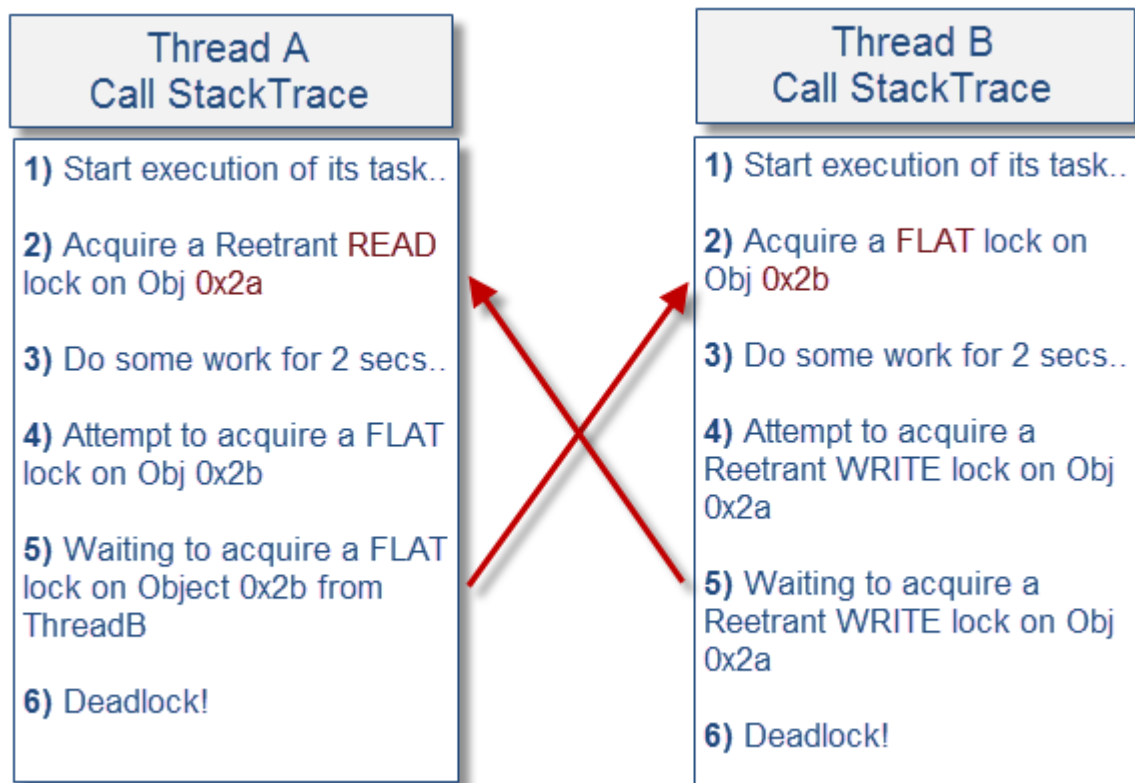 Thread A
Call StackTrace
1) Start execution of its task..
2) Acquire a Reetrant READ
lock on Obj 0x2a
3) Do some work for 2 secs..
4) Attempt to acquire a FLAT
lock on Obj 0x2b
5) Waiting to acquire a FLAT
lock on Object 0x2b from
ThreadB
6) Deadlock!
Thread B
Call StackTrace
1) Start execution of its task..
2) Acquire a FLAT lock on
Obj 0x2b
3) Do some work for 2 secs..
4) Attempt to acquire a
Reetrant WRITE lock on Obj
0x2a
5) Waiting to acquire a
Reetrant WRITE lock on Obj
0x2a
6) Deadlock!